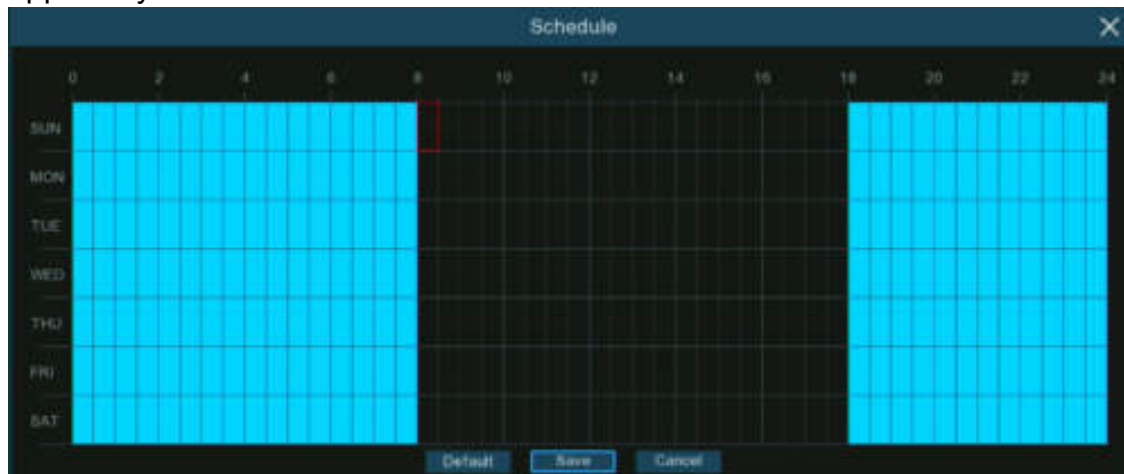 Schedule
0 2 4 6 8 10 12 14 16 18 20 22 24
SUN
MON
TUE
WED
THU
FRI
SAT
Default Save Cancel